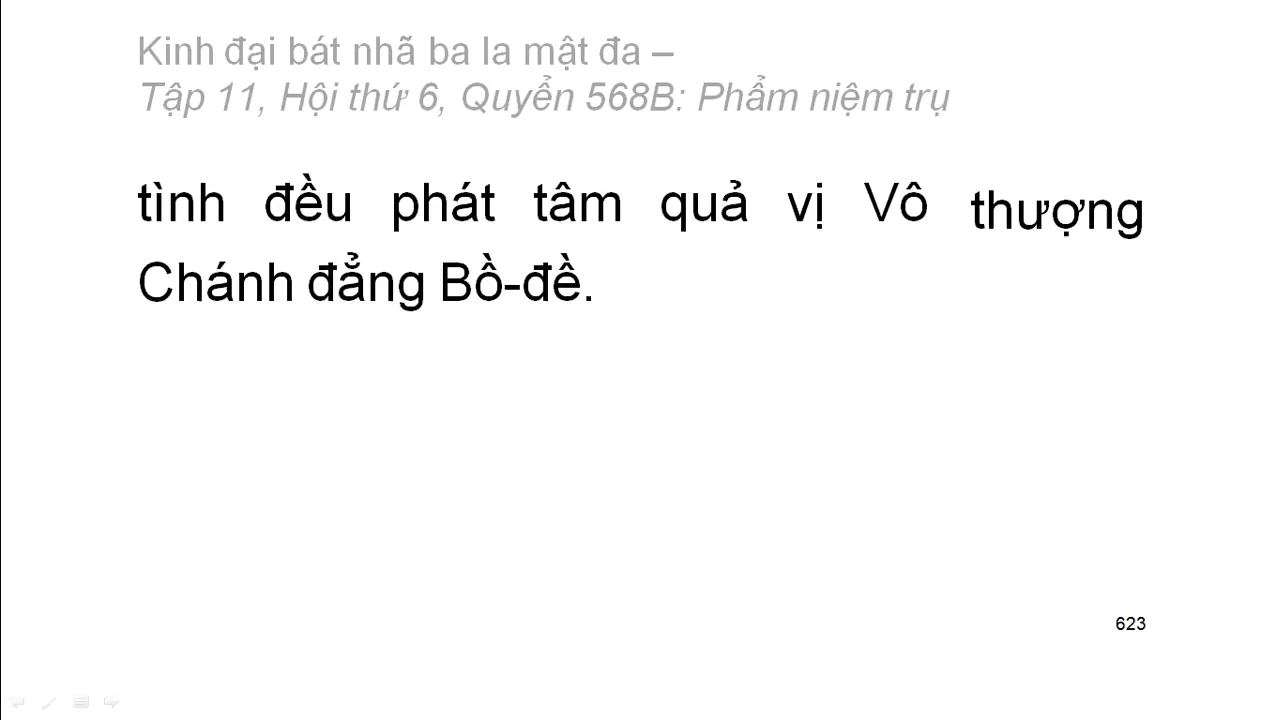 Kinh đại bát nhã ba la mật đa –
Tập 11, Hội thứ 6, Quyển 568B: Phẩm niệm trụ
tình đều phát tâm quả vị Vô thượng
Chánh đẳng Bồ-đề.
623